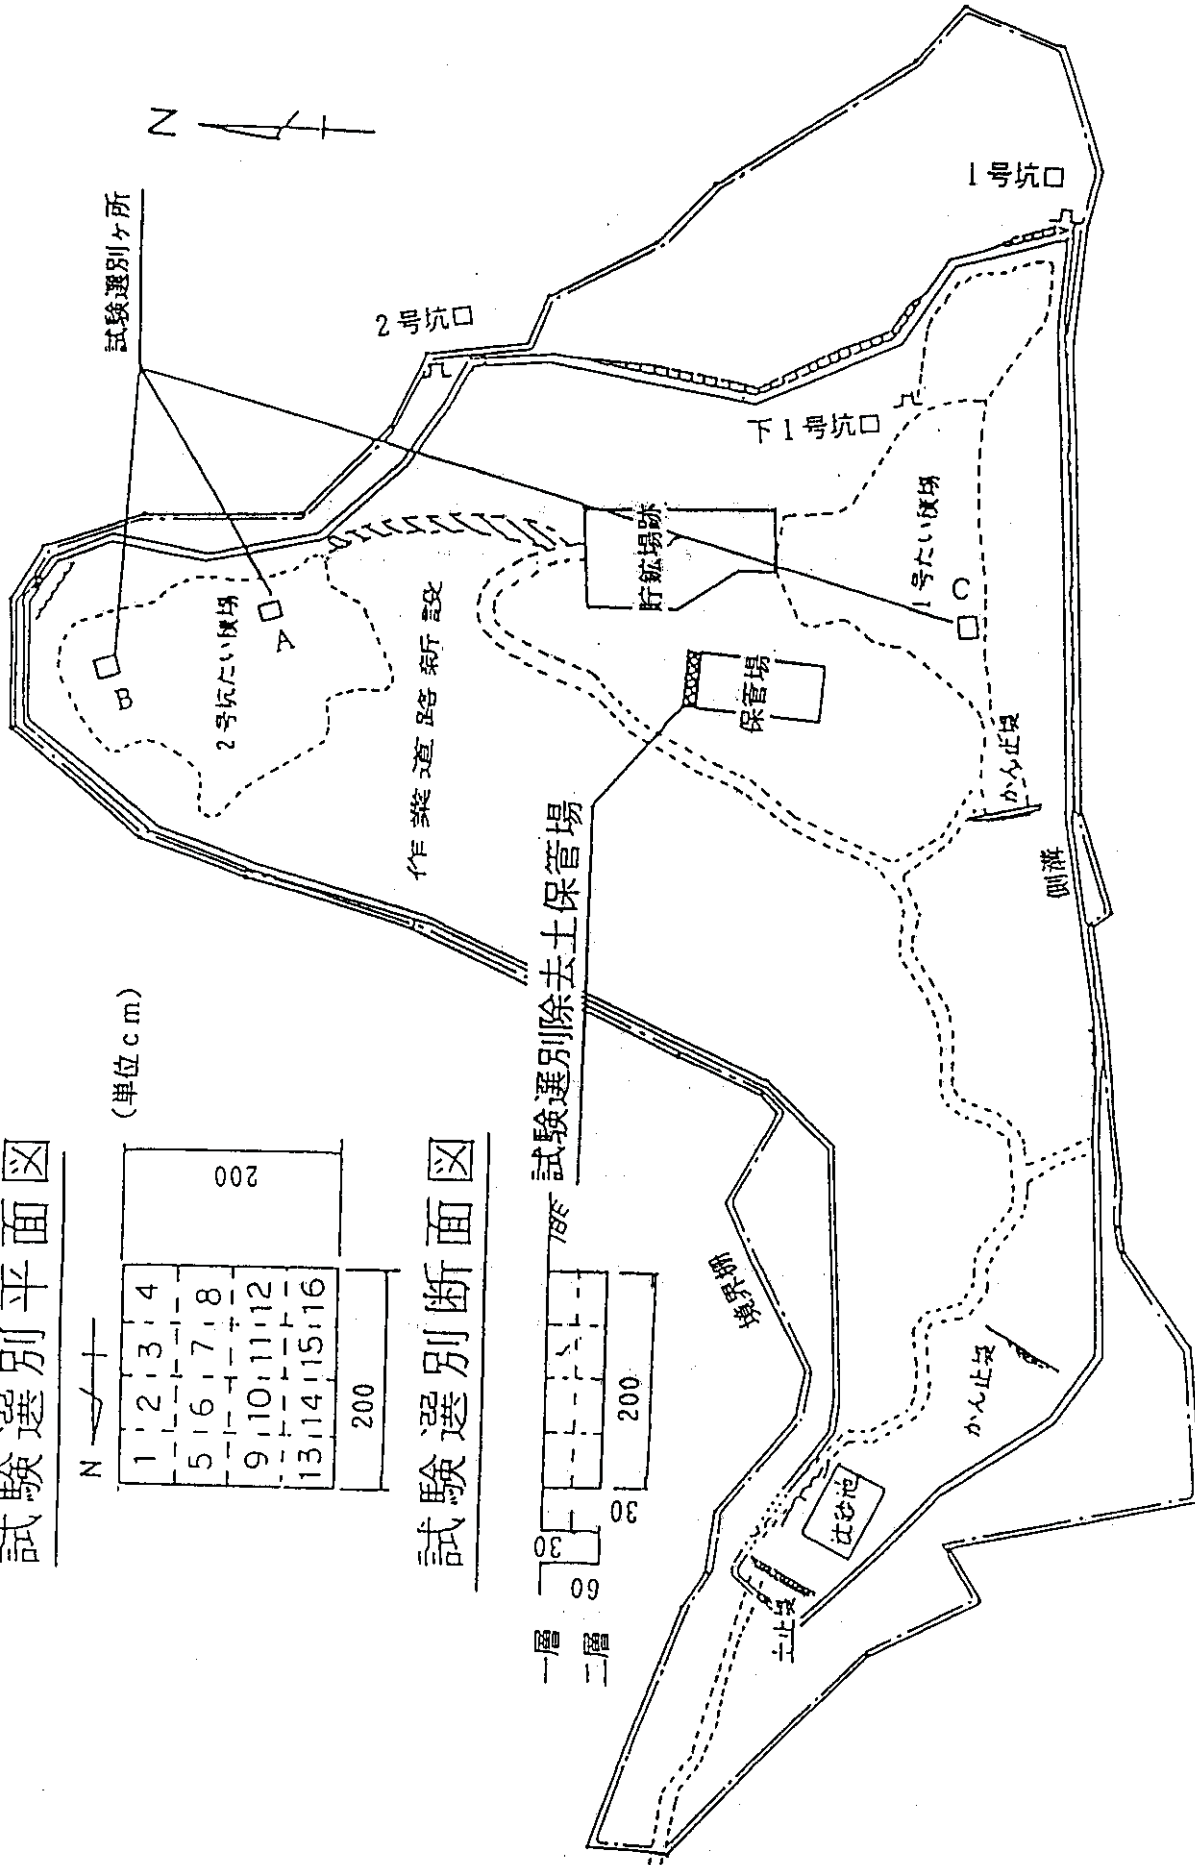 試験選別平面図
(単位cm)
N
1 2 3 4
5 6 7 8
9 10 11 12
13 14 15 16
200
200
試験選別断面図
一層
二層
30
60
30
200
試験選別除去土保管場
試験選別ヶ所
N
B
A
2号坑たい積場
作業道路新設
2号坑口
1号坑口
下1号坑口
貯鉱場跡
保管場
1号たい積場
C
かん止堤
側溝
境界柵
かん止堤
沈砂池
土止堤